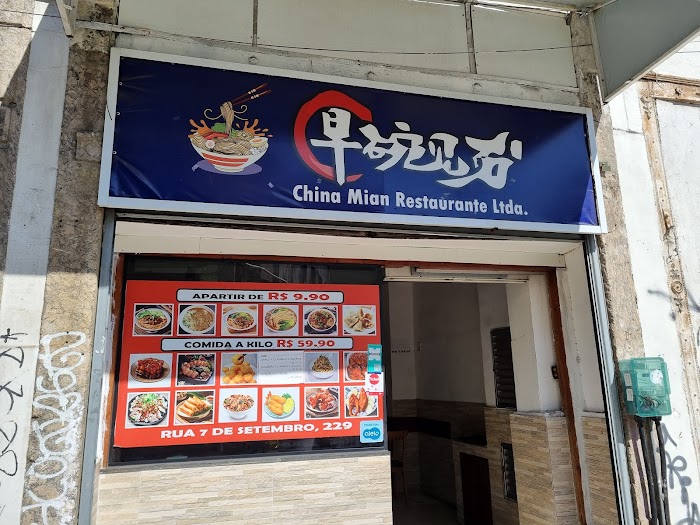 早碗见面
China Mian Restaurante Ltda.
APARTIR DE R$ 9.90
COMIDA A KILO R$ 59.90
RUA 7 DE SETEMBRO, 229
alelo